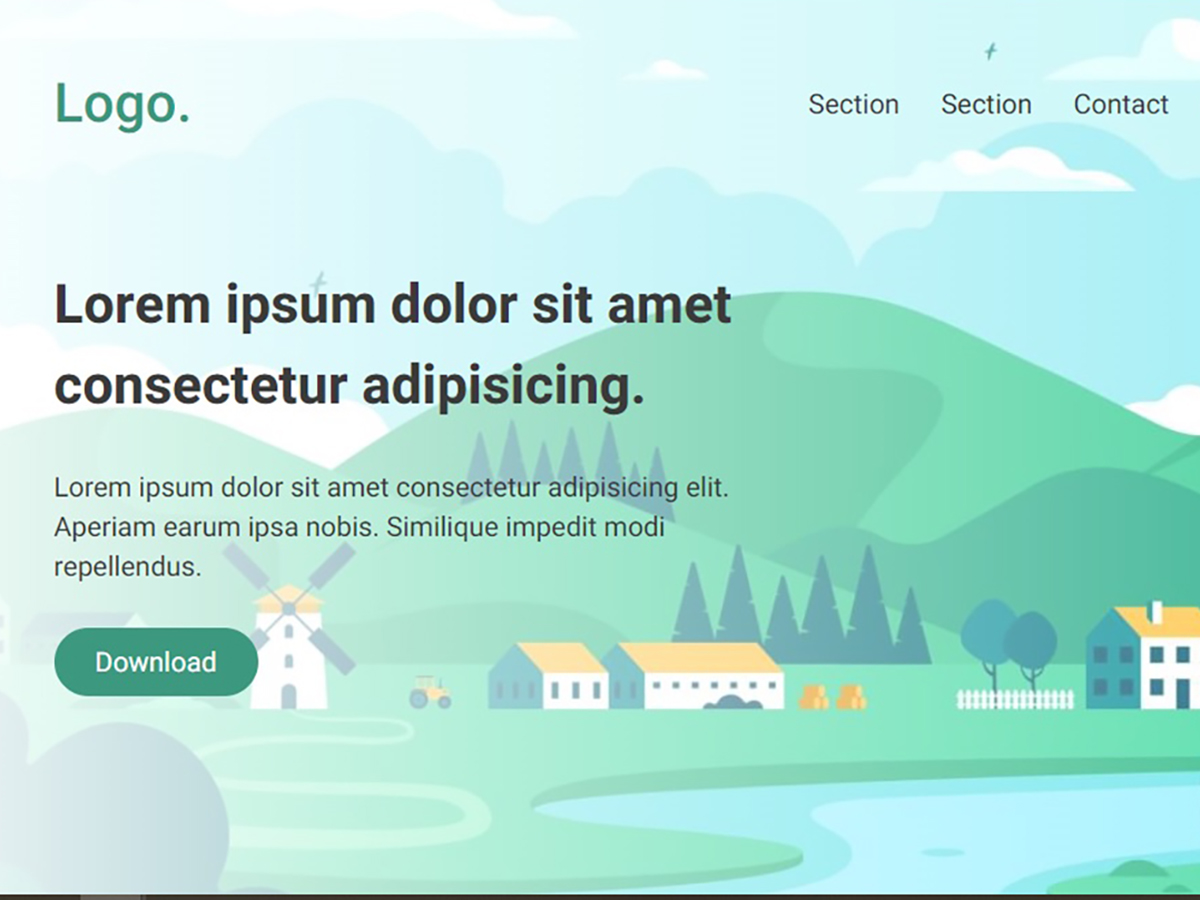 Logo.
Section Section Contact
Lorem ipsum dolor sit amet
consectetur adipisicing.
Lorem ipsum dolor sit amet consectetur adipisicing elit.
Aperiam earum ipsa nobis. Similique impedit modi
repellendus.
Download